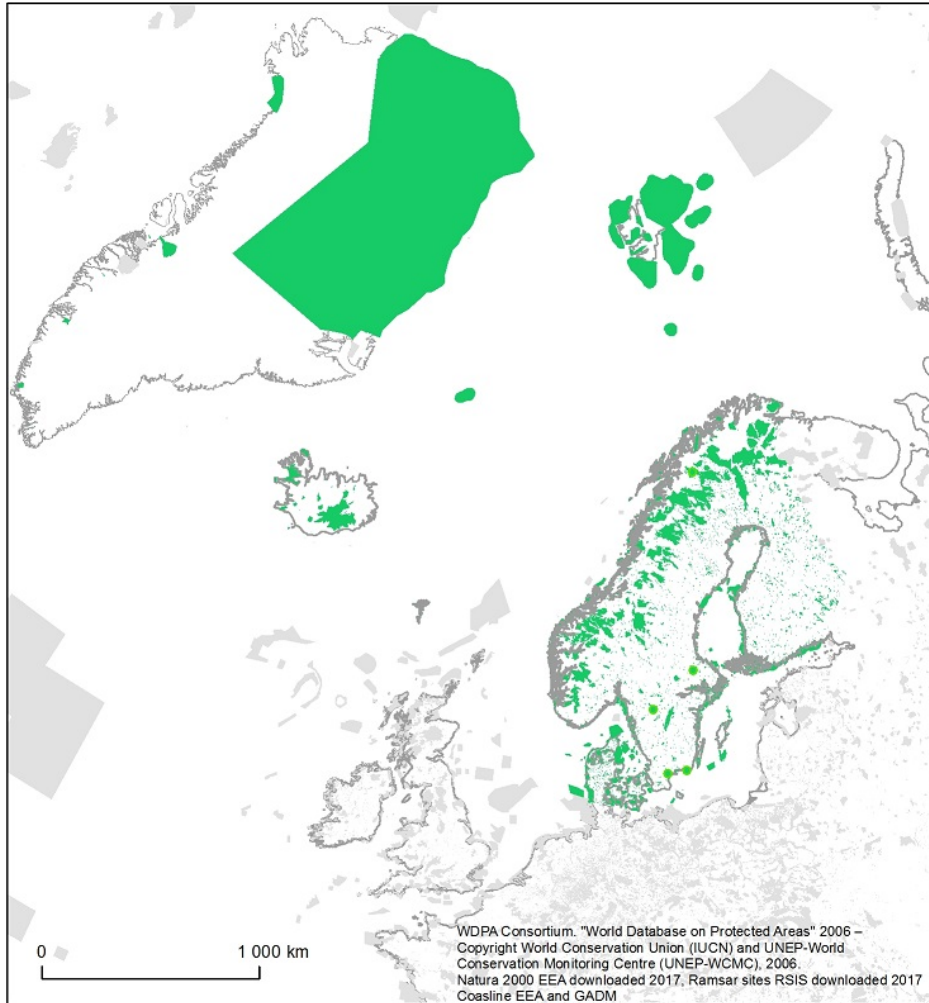 0
1 000 km
WDPA Consortium. "World Database on Protected Areas" 2006 –
Copyright World Conservation Union (IUCN) and UNEP-World
Conservation Monitoring Centre (UNEP-WCMC), 2006.
Natura 2000 EEA downloaded 2017, Ramsar sites RSIS downloaded 2017
Coasline EEA and GADM